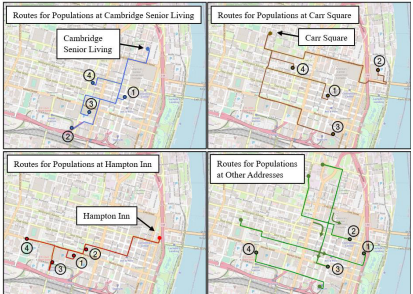 Routes for Populations at Cambridge Senior Living
Cambridge
Senior Living
4
1
3
2
Routes for Populations at Carr Square
Carr Square
2
4
1
3
Routes for Populations at Hampton Inn
Hampton Inn
4
2
1
3
Routes for Populations
at Other Addresses
2
4
1
3